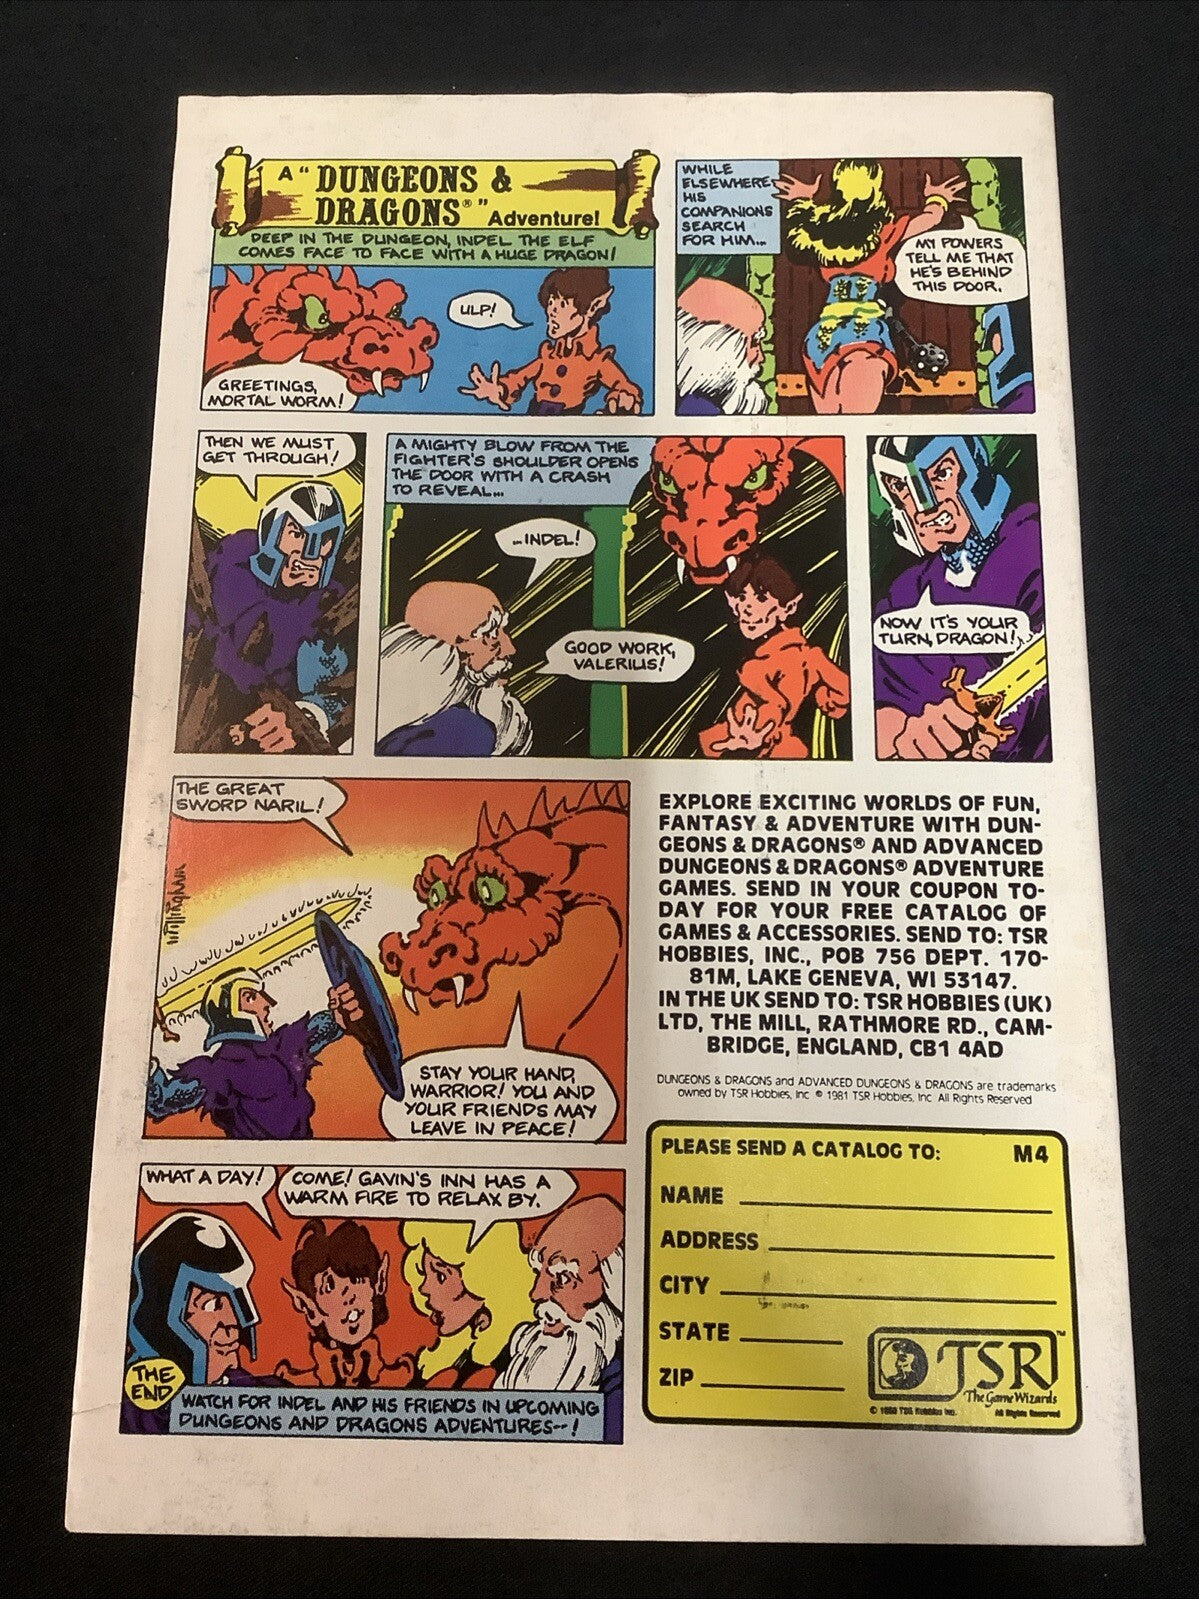 A "DUNGEONS &
DRAGONS®"
Adventure!
DEEP IN THE DUNGEON, INDEL THE ELF
COMES FACE TO FACE WITH A HUGE DRAGON!
ULP!
GREETINGS,
MORTAL WORM!
WHILE
ELSEWHERE,
HIS
COMPANIONS
SEARCH
FOR HIM...
MY POWERS
TELL ME THAT
HE'S BEHIND
THIS DOOR.
THEN WE MUST
GET THROUGH!
A MIGHTY BLOW FROM THE
FIGHTER'S SHOULDER OPENS
THE DOOR WITH A CRASH
TO REVEAL...
...INDEL!
GOOD WORK,
VALERIUS!
NOW IT'S YOUR
TURN, DRAGON!
THE GREAT
SWORD NARIL!
Willingham
STAY YOUR HAND,
WARRIOR! YOU AND
YOUR FRIENDS MAY
LEAVE IN PEACE!
WHAT A DAY!
COME! GAVIN'S INN HAS A
WARM FIRE TO RELAX BY.
THE
END
WATCH FOR INDEL AND HIS FRIENDS IN UPCOMING
DUNGEONS AND DRAGONS ADVENTURES--!
EXPLORE EXCITING WORLDS OF FUN,
FANTASY & ADVENTURE WITH DUN-
GEONS & DRAGONS® AND ADVANCED
DUNGEONS & DRAGONS® ADVENTURE
GAMES. SEND IN YOUR COUPON TO-
DAY FOR YOUR FREE CATALOG OF
GAMES & ACCESSORIES. SEND TO: TSR
HOBBIES, INC., POB 756 DEPT. 170-
81M, LAKE GENEVA, WI 53147.
IN THE UK SEND TO: TSR HOBBIES (UK)
LTD, THE MILL, RATHMORE RD., CAM-
BRIDGE, ENGLAND, CB1 4AD
DUNGEONS & DRAGONS and ADVANCED DUNGEONS & DRAGONS are trademarks
owned by TSR Hobbies, Inc © 1981 TSR Hobbies, Inc All Rights Reserved
PLEASE SEND A CATALOG TO: M4
NAME
ADDRESS
CITY
STATE
ZIP
TSR™
The Game Wizards
© 1980 TSR Hobbies Inc. All Rights Reserved